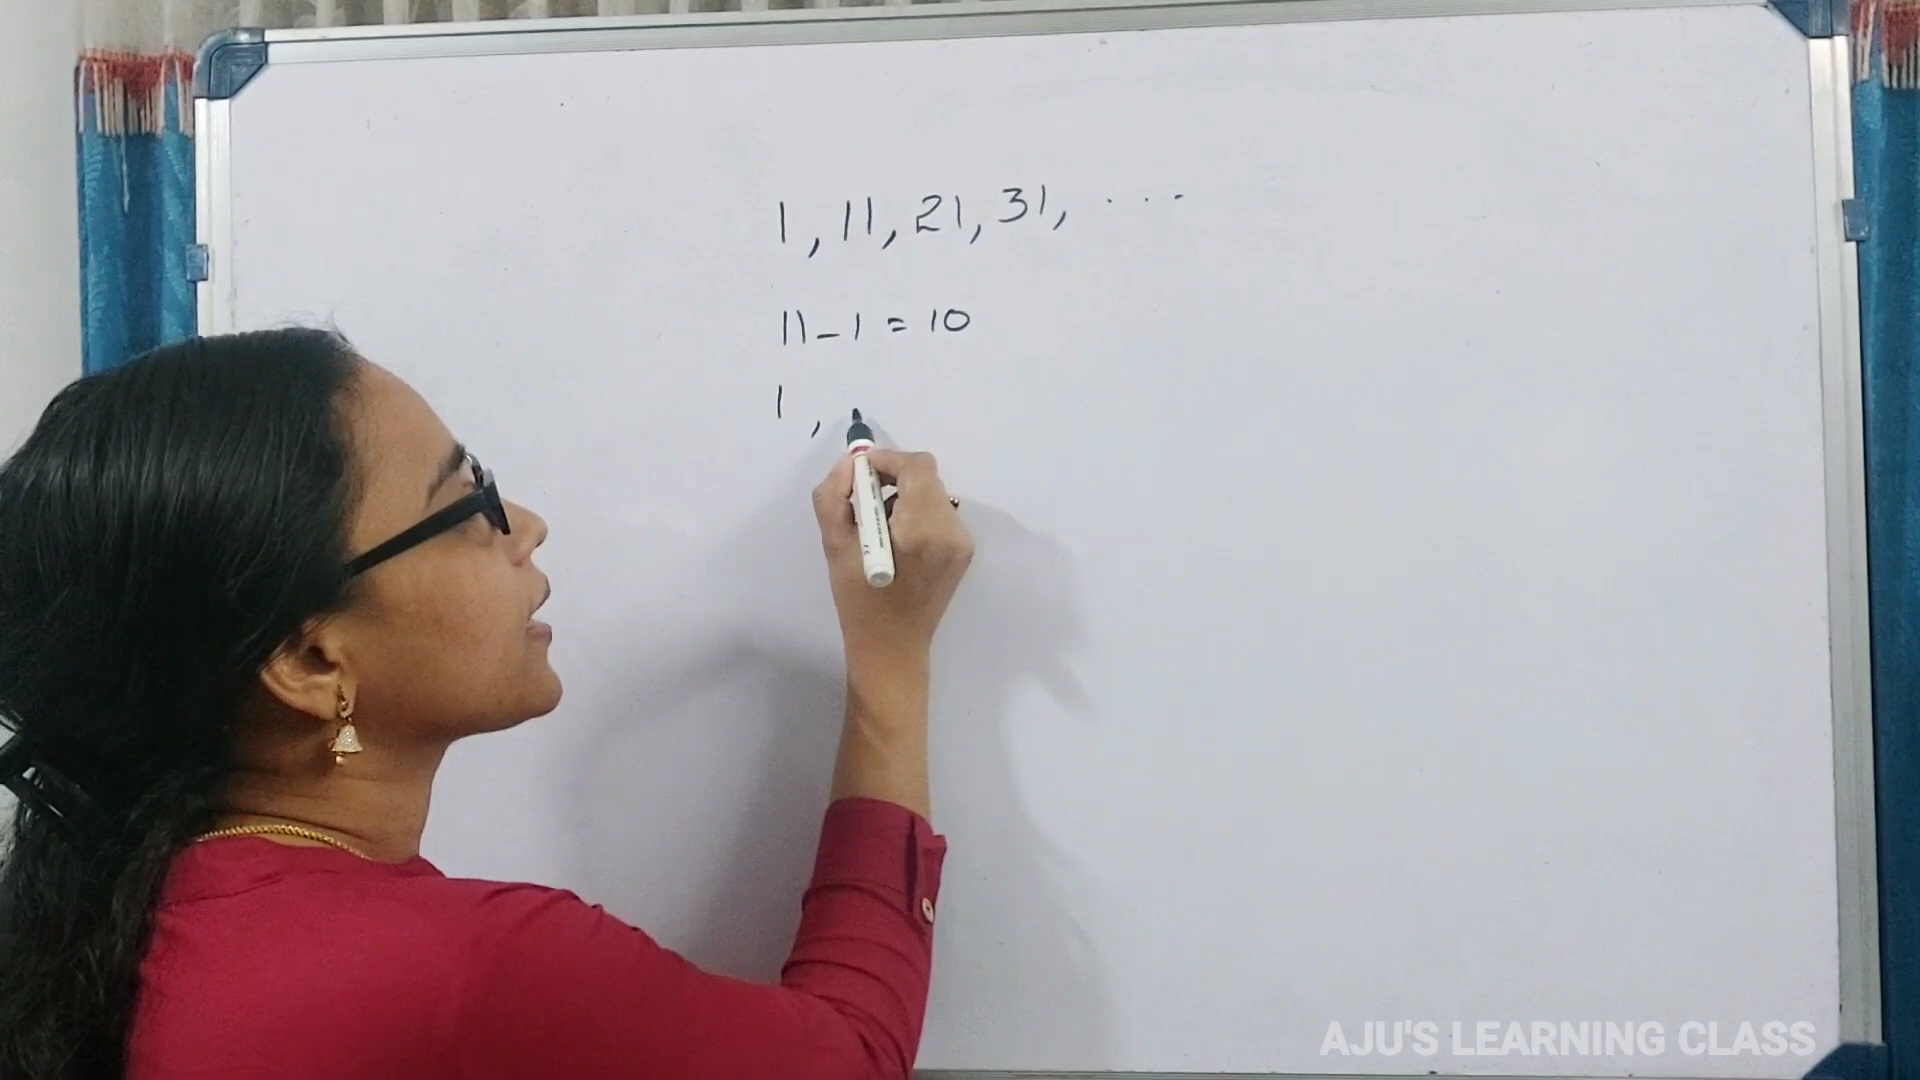 1, 11, 21, 31, ...
11 - 1 = 10
1 ,
AJU'S LEARNING CLASS